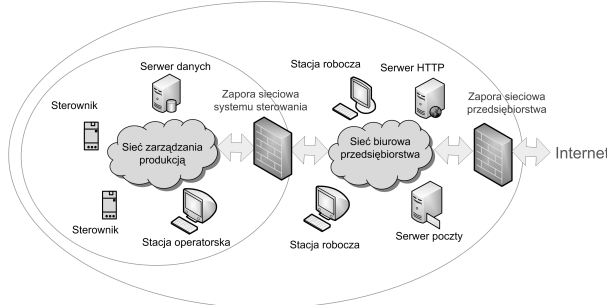 Serwer danych
Stacja robocza
Serwer HTTP
Sterownik
Zapora sieciowa
systemu sterowania
Zapora sieciowa
przedsiębiorstwa
Sieć zarządzania
produkcją
Sieć biurowa
przedsiębiorstwa
Internet
Sterownik
Stacja operatorska
Stacja robocza
Serwer poczty